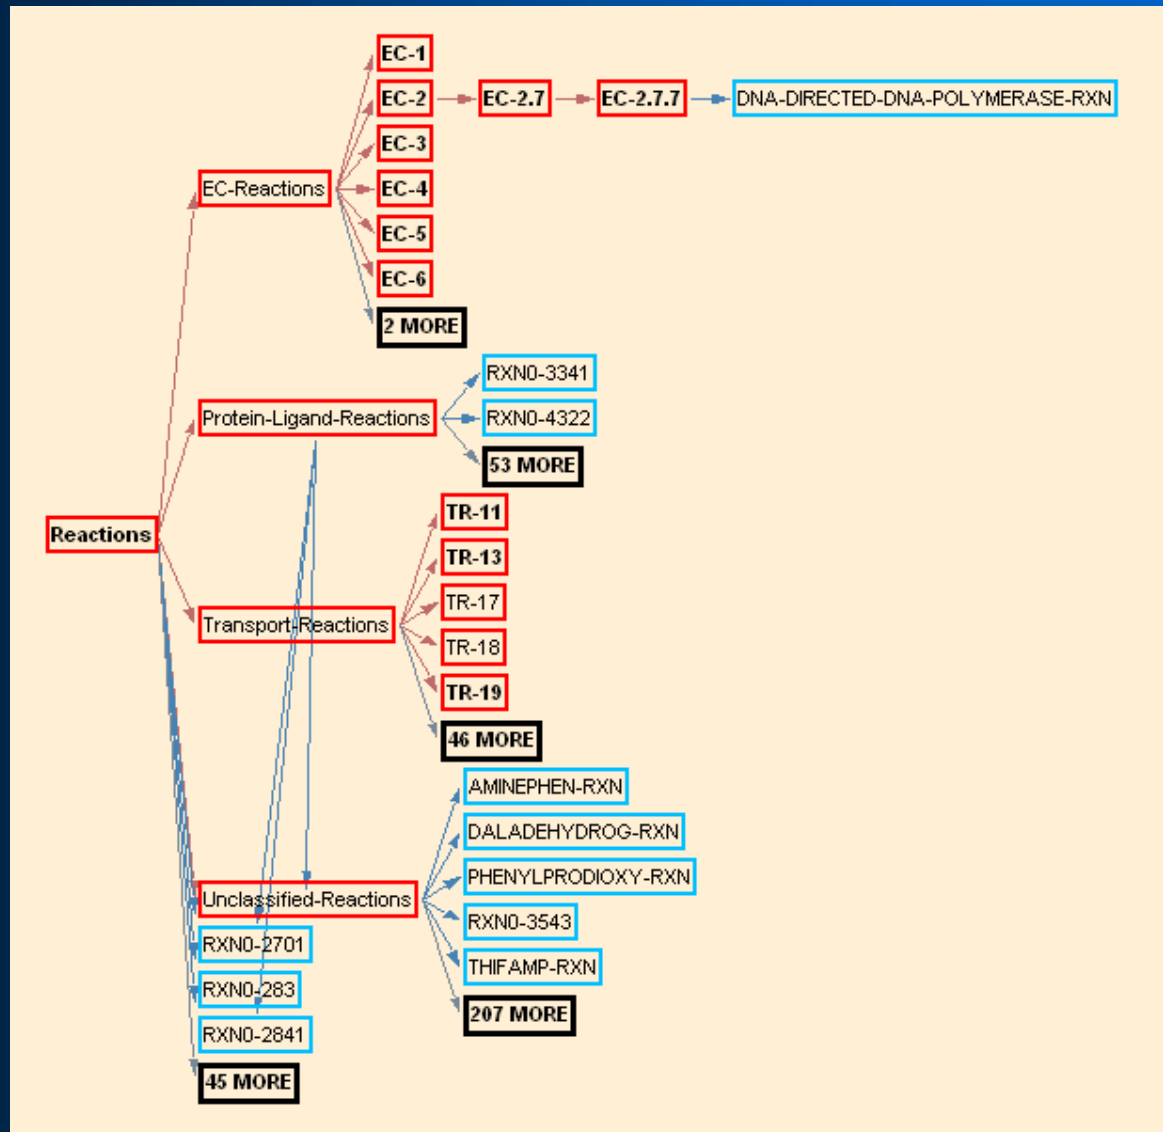 EC-1
EC-2 EC-2.7 EC-2.7.7 DNA-DIRECTED-DNA-POLYMERASE-RXN
EC-3
EC-Reactions EC-4
EC-5
EC-6
2 MORE
RXN0-3341
Protein-Ligand-Reactions RXN0-4322
53 MORE
TR-11
Reactions
TR-13
TR-17
Transport-Reactions
TR-18
TR-19
46 MORE
AMINEPHEN-RXN
DALADEHYDROG-RXN
PHENYLPRODIOXY-RXN
Unclassified-Reactions
RXN0-3543
RXN0-2701
THIFAMP-RXN
RXN0-283
207 MORE
RXN0-2841
45 MORE